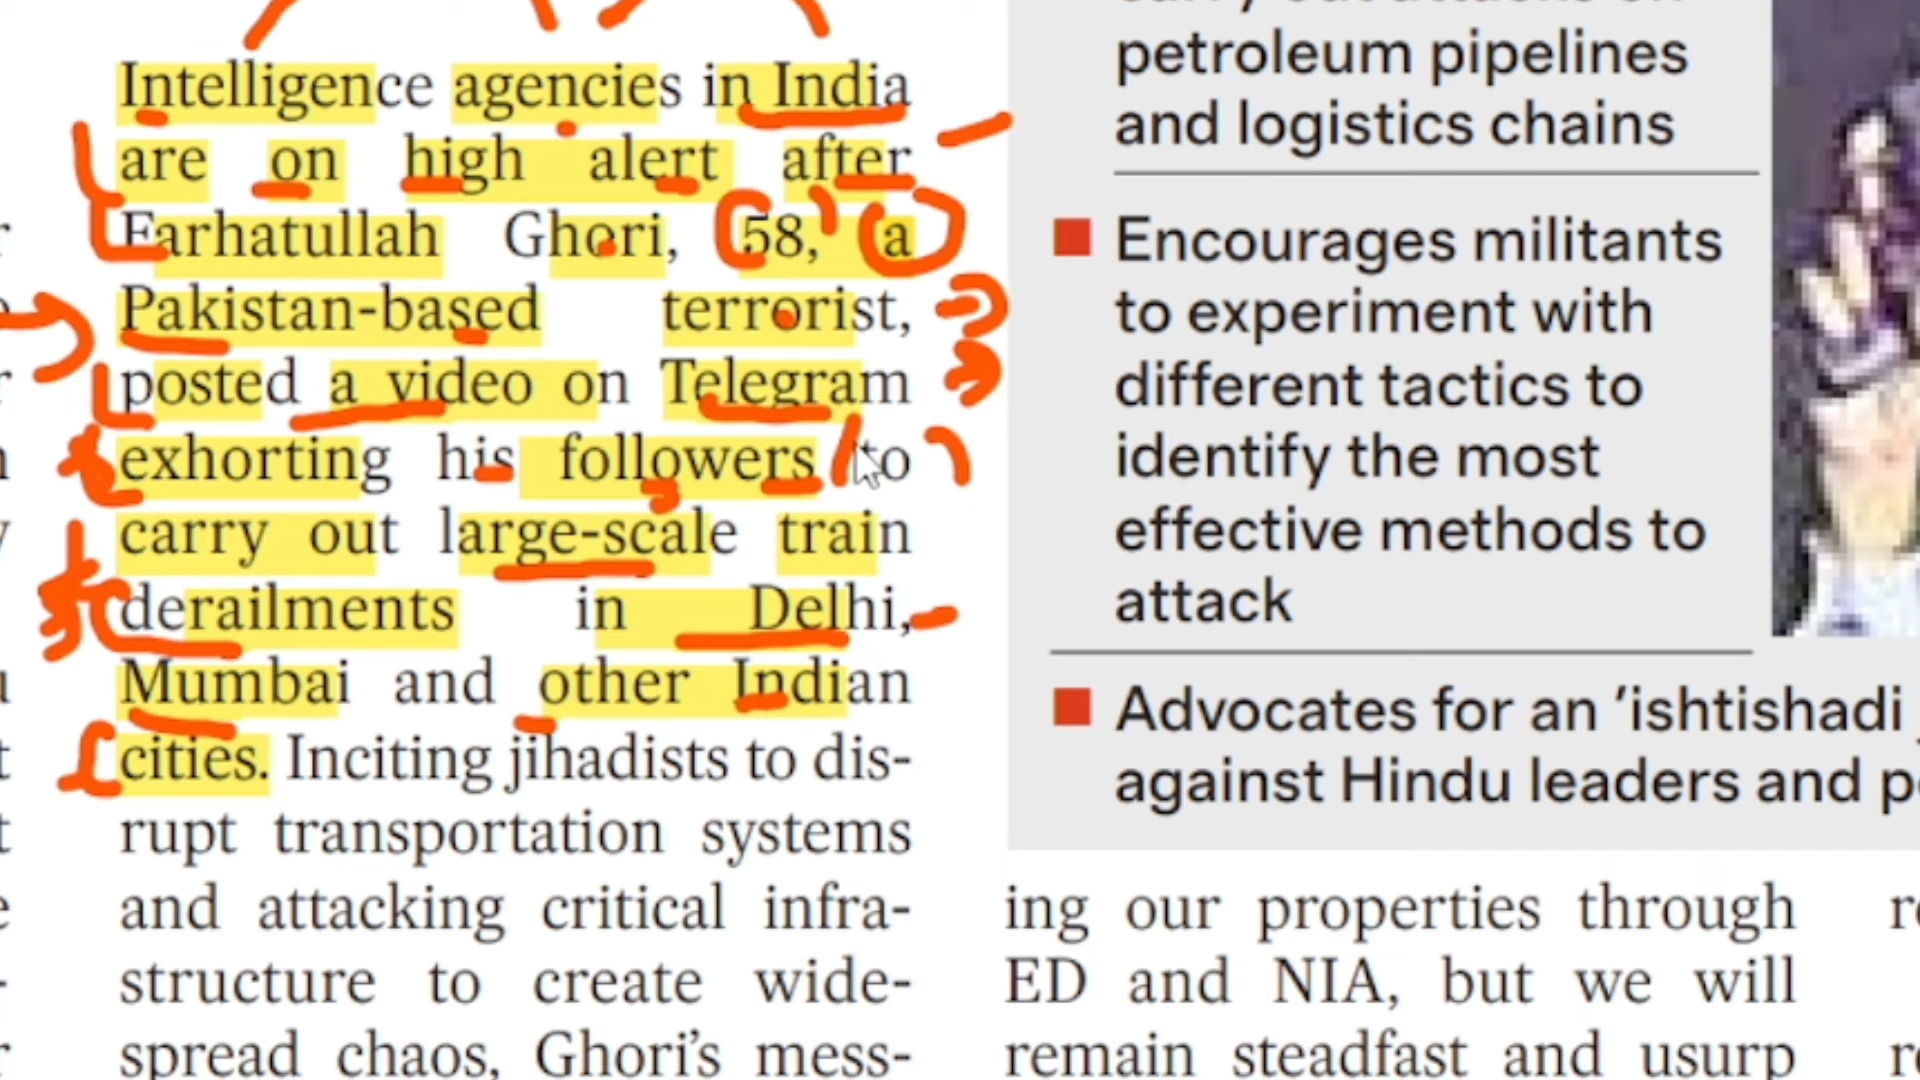 Intelligence agencies in India
are on high alert after
Farhatullah Ghori, 58, a
Pakistan-based terrorist,
posted a video on Telegram
exhorting his followers to
carry out large-scale train
derailments in Delhi,
Mumbai and other Indian
cities. Inciting jihadists to dis-
rupt transportation systems
and attacking critical infra-
structure to create wide-
spread chaos, Ghori's mess-
petroleum pipelines
and logistics chains
Encourages militants
to experiment with
different tactics to
identify the most
effective methods to
attack
Advocates for an 'ishtishadi
against Hindu leaders and
ing our properties through
ED and NIA, but we will
remain steadfast and usurp